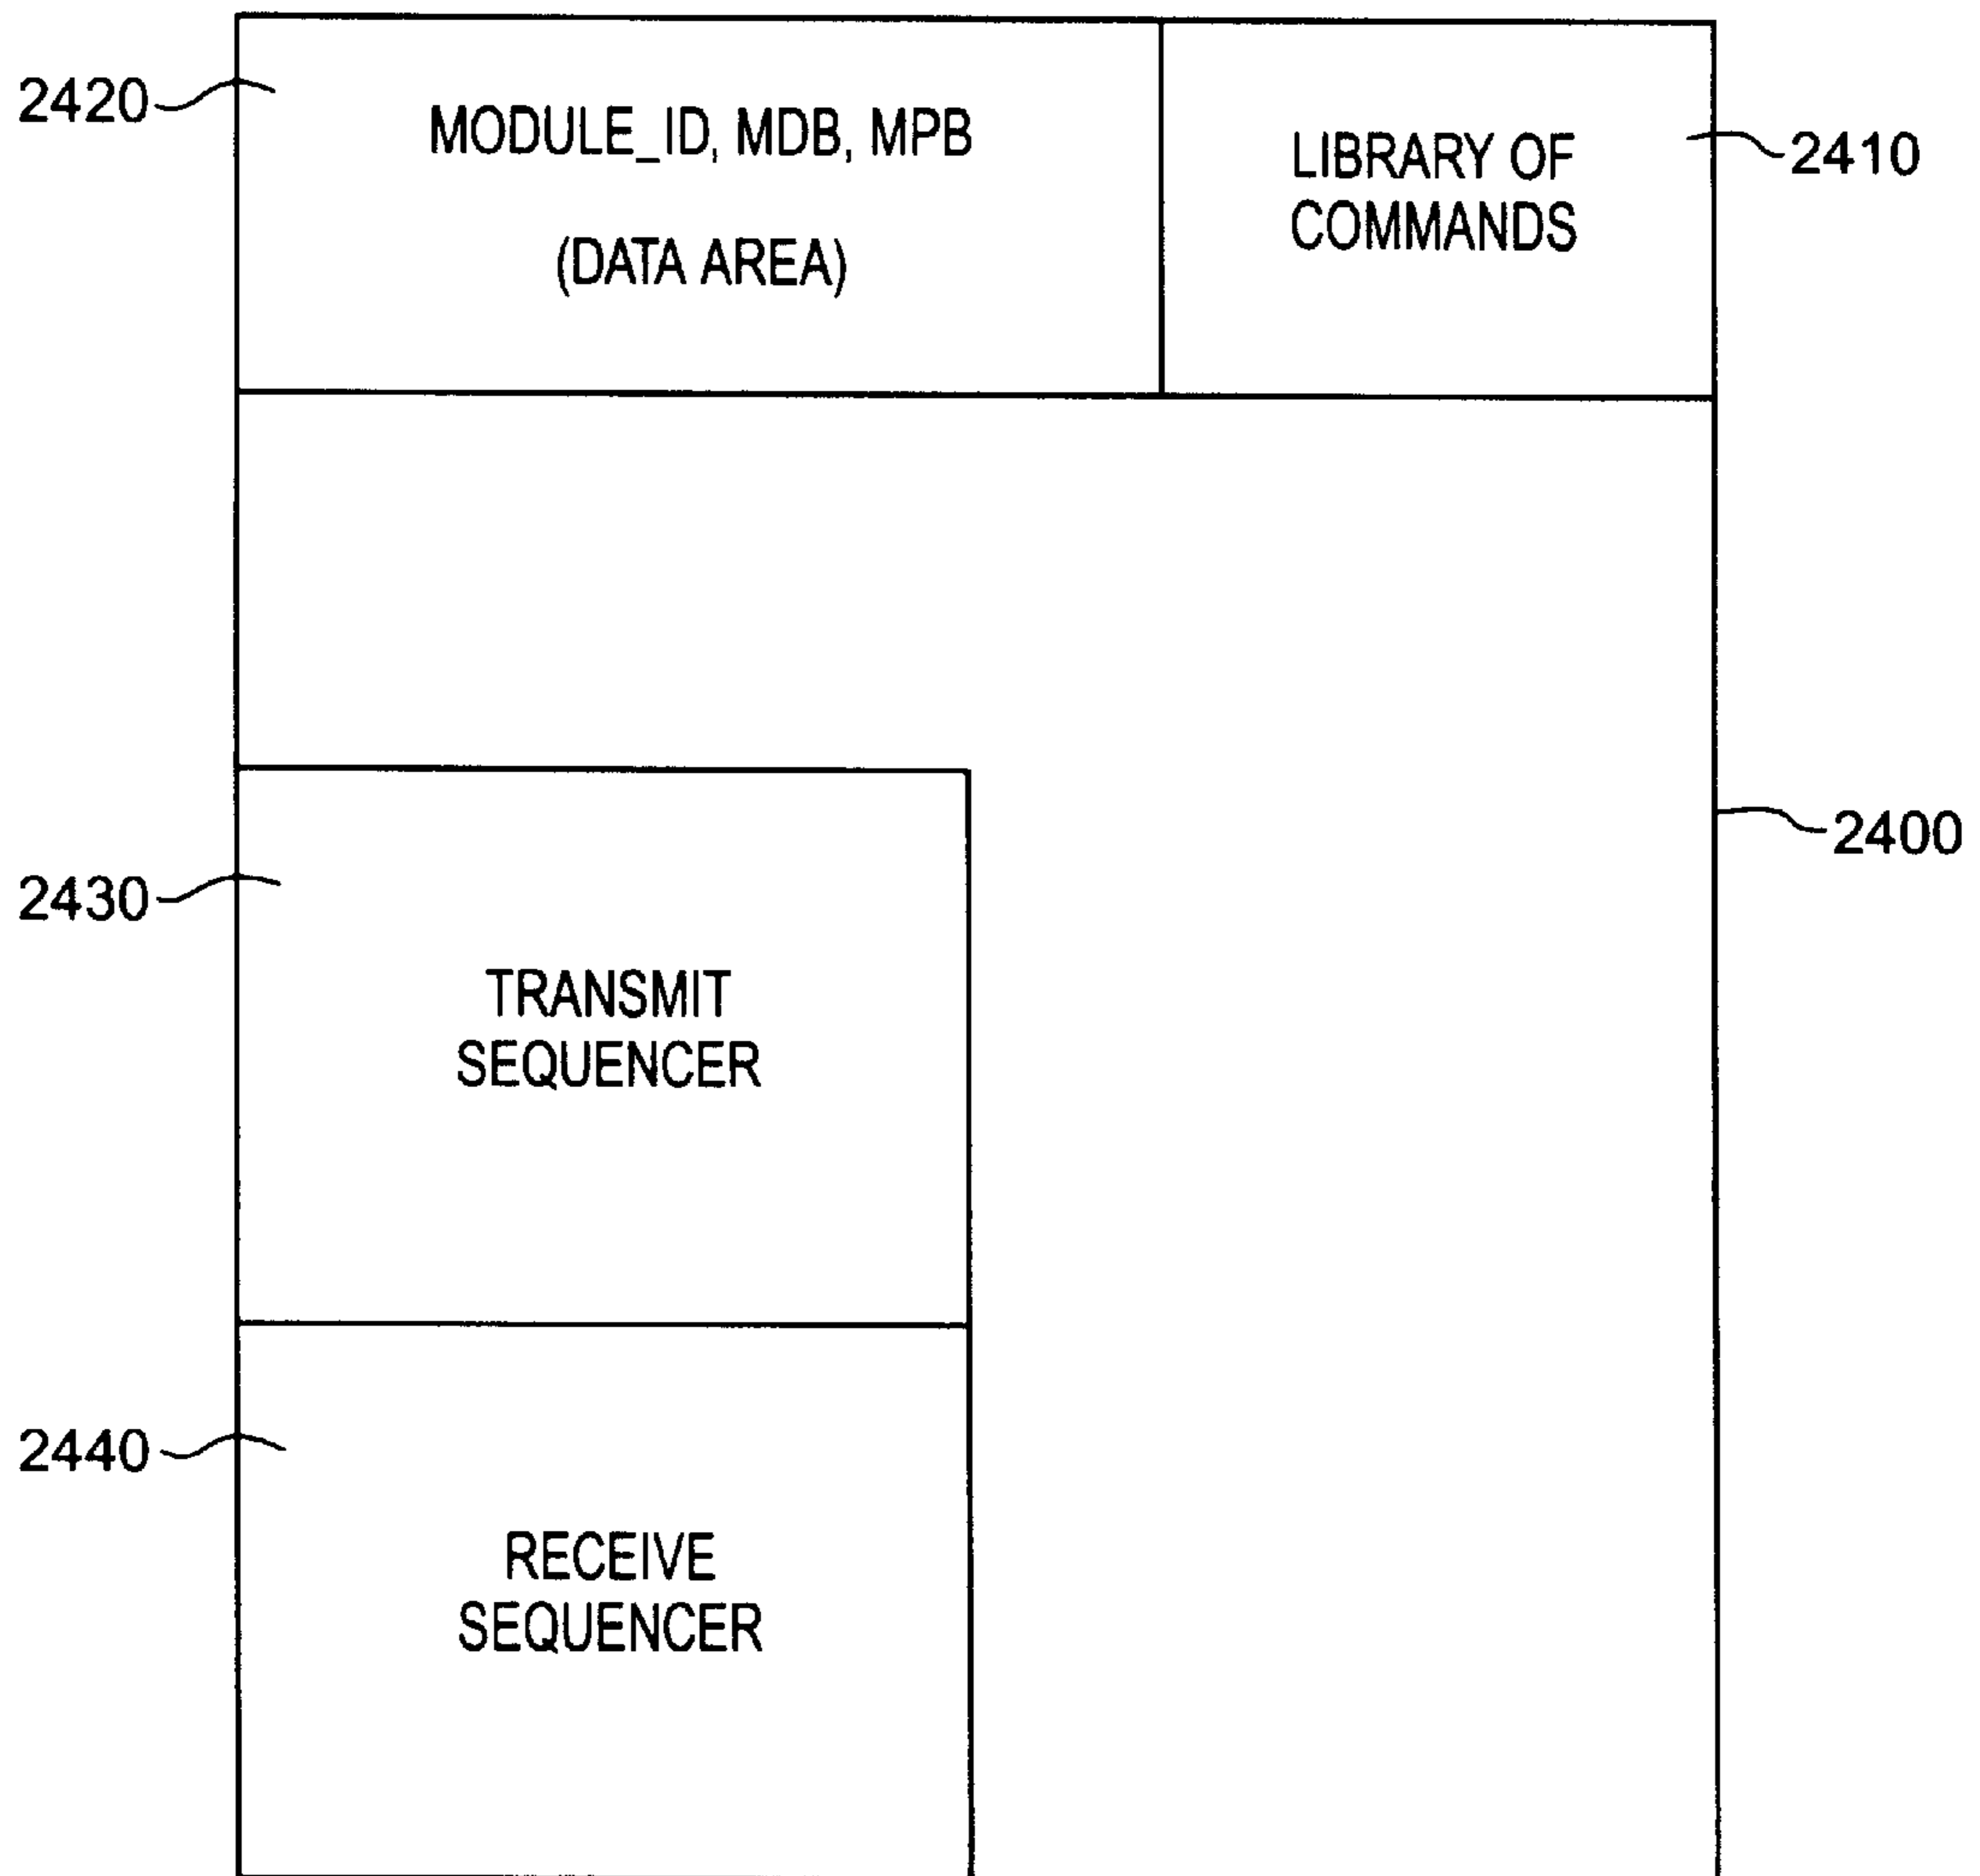 2420
MODULE_ID, MDB, MPB
(DATA AREA)
LIBRARY OF
COMMANDS
2410
2400
2430
TRANSMIT
SEQUENCER
2440
RECEIVE
SEQUENCER